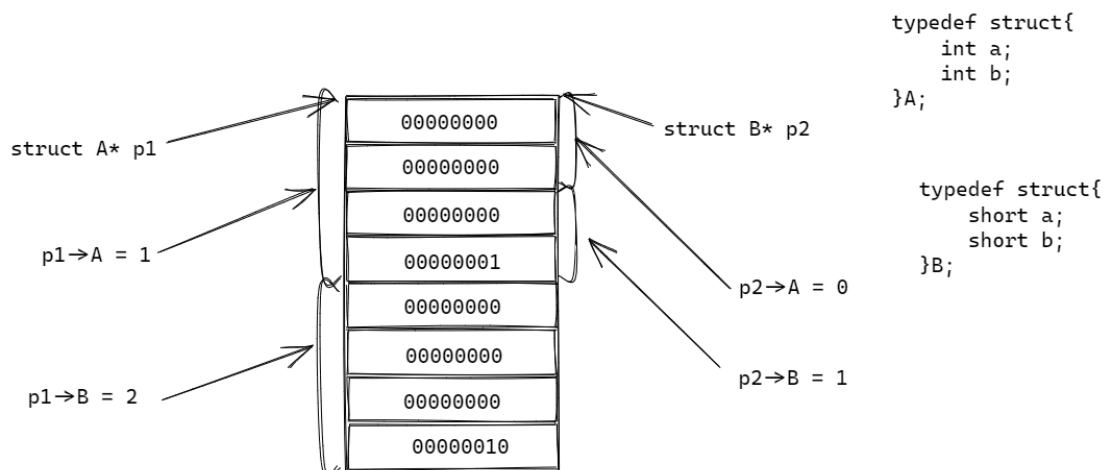 typedef struct{
    int a;
    int b;
}A;
struct A* p1
00000000
struct B* p2
00000000
00000000
p1→A = 1
00000001
p2→A = 0
00000000
00000000
p1→B = 2
00000000
p2→B = 1
00000010
typedef struct{
    short a;
    short b;
}B;